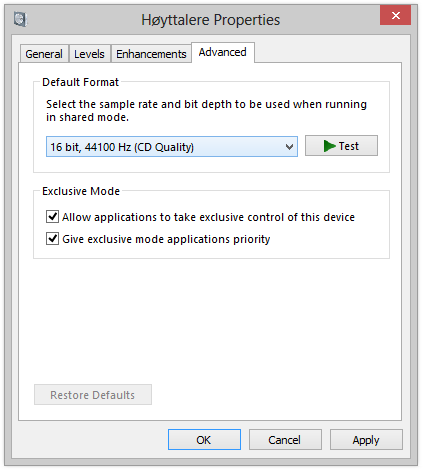 Høyttalere Properties
General Levels Enhancements Advanced
Default Format
Select the sample rate and bit depth to be used when running
in shared mode.
16 bit, 44100 Hz (CD Quality) Test
Exclusive Mode
Allow applications to take exclusive control of this device
Give exclusive mode applications priority
Restore Defaults
OK Cancel Apply